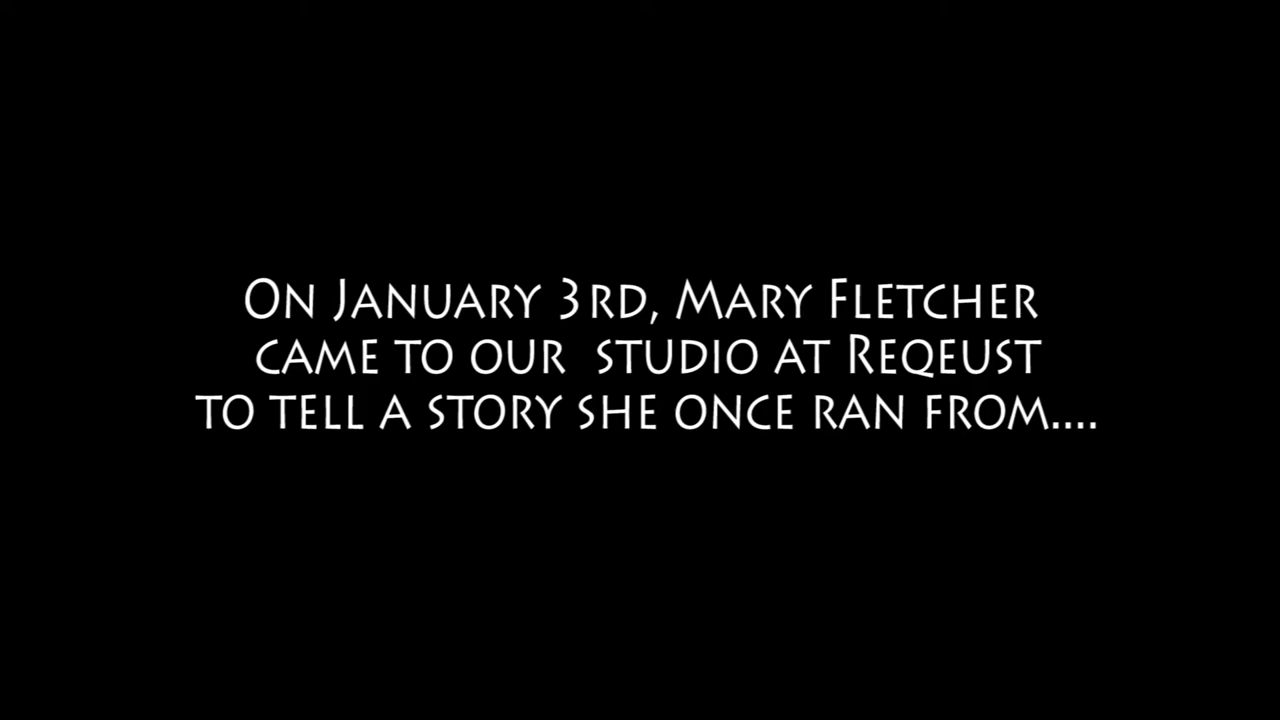 On January 3rd, Mary Fletcher
came to our  studio at Reqeust
to tell a story she once ran from....